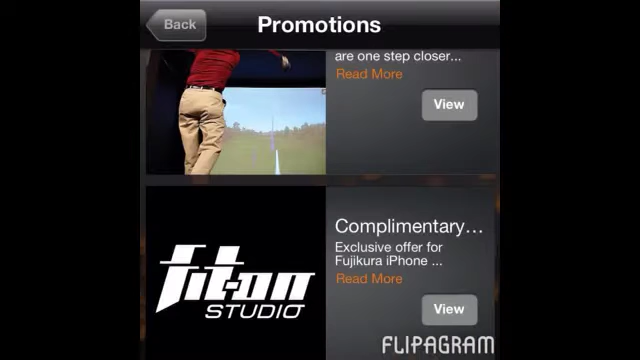 Back
Promotions
are one step closer...
Read More
View
Complimentary...
Exclusive offer for
Fujikura iPhone ...
Read More
View
fit-on
STUDIO
FLIPAGRAM